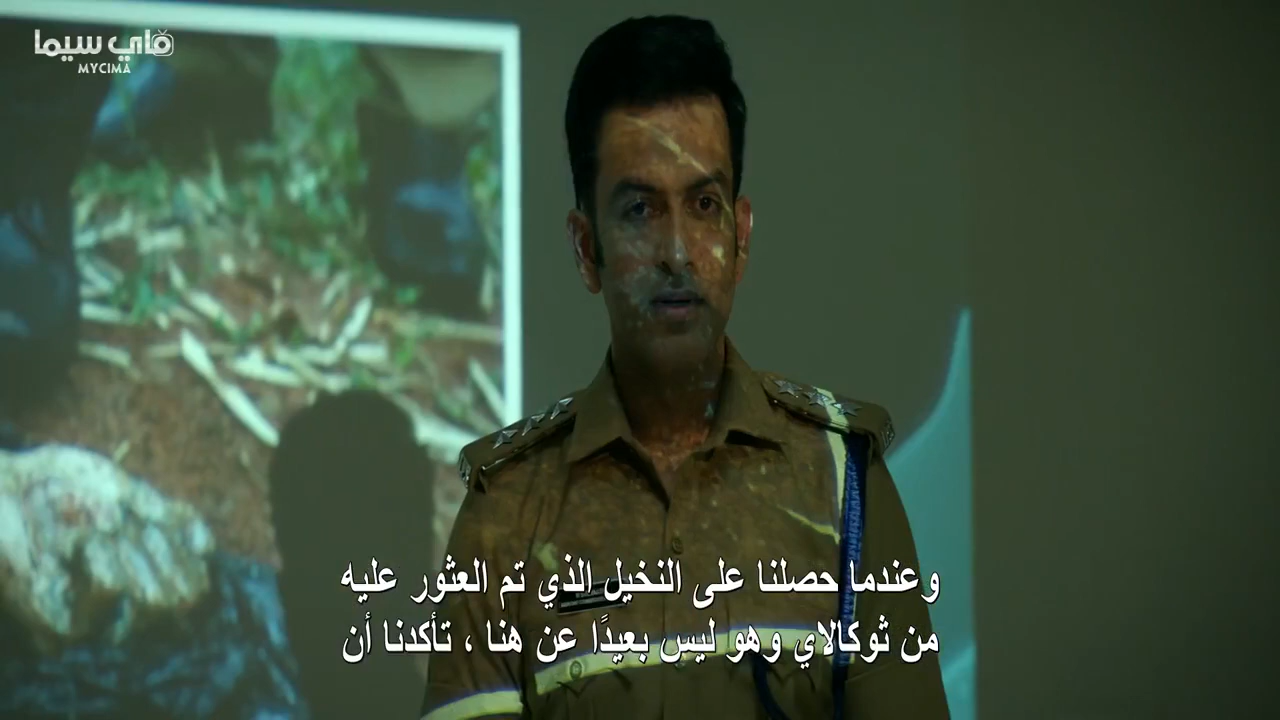 ماي سيما
MYCIMA
وعندما حصلنا على النخيل الذي تم العثور عليه
من ثوكالاي وهو ليس بعيدًا عن هنا ، تأكدنا أن